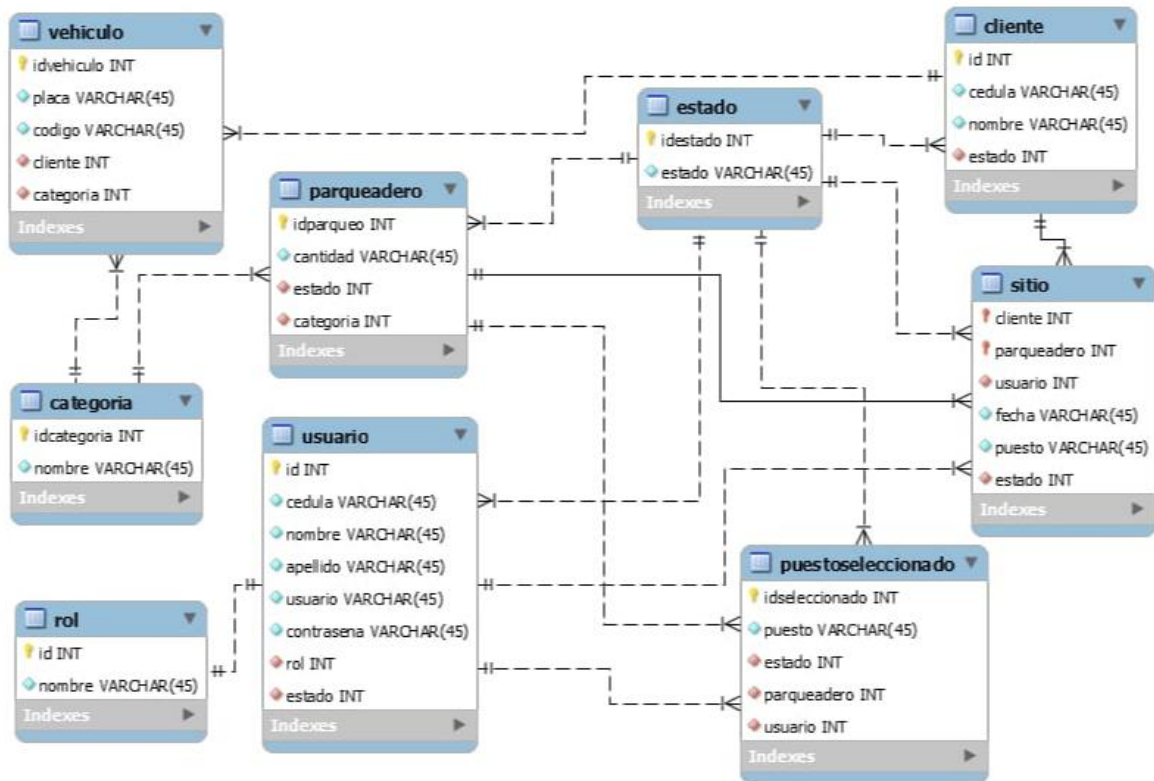 vehiculo
idvehiculo INT
placa VARCHAR(45)
codigo VARCHAR(45)
cliente INT
categoria INT
Indexes
cliente
id INT
cedula VARCHAR(45)
nombre VARCHAR(45)
estado INT
Indexes
estado
idestado INT
estado VARCHAR(45)
Indexes
parqueadero
idparqueo INT
cantidad VARCHAR(45)
estado INT
categoria INT
Indexes
sitio
cliente INT
parqueadero INT
usuario INT
fecha VARCHAR(45)
puesto VARCHAR(45)
estado INT
Indexes
categoria
idcategoria INT
nombre VARCHAR(45)
Indexes
usuario
id INT
cedula VARCHAR(45)
nombre VARCHAR(45)
apellido VARCHAR(45)
usuario VARCHAR(45)
contrasena VARCHAR(45)
rol INT
estado INT
Indexes
puestoseleccionado
idseleccionado INT
puesto VARCHAR(45)
estado INT
parqueadero INT
usuario INT
Indexes
rol
id INT
nombre VARCHAR(45)
Indexes